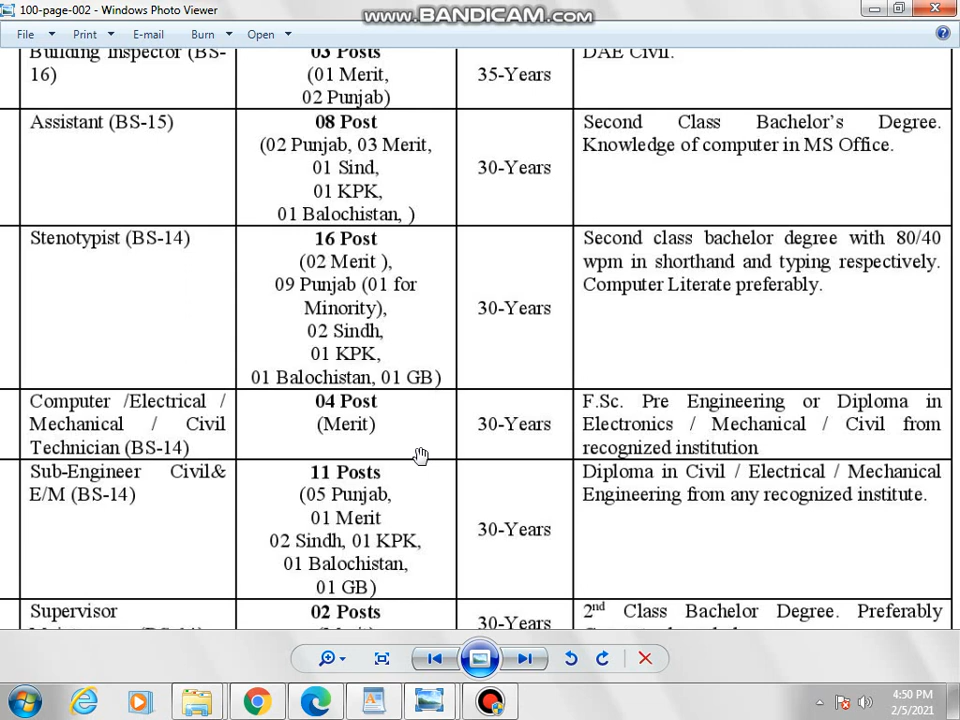 100-page-002 - Windows Photo Viewer
www.BANDICAM.com
File Print E-mail Burn Open
Building Inspector (BS-
16)
03 Posts
(01 Merit,
02 Punjab)
35-Years
DAE Civil.
Assistant (BS-15)
08 Post
(02 Punjab, 03 Merit,
01 Sind,
01 KPK,
01 Balochistan, )
30-Years
Second Class Bachelor's Degree.
Knowledge of computer in MS Office.
Stenotypist (BS-14)
16 Post
(02 Merit ),
09 Punjab (01 for
Minority),
02 Sindh,
01 KPK,
01 Balochistan, 01 GB)
30-Years
Second class bachelor degree with 80/40
wpm in shorthand and typing respectively.
Computer Literate preferably.
Computer /Electrical /
Mechanical / Civil
Technician (BS-14)
04 Post
(Merit)
30-Years
F.Sc. Pre Engineering or Diploma in
Electronics / Mechanical / Civil from
recognized institution
Sub-Engineer Civil&
E/M (BS-14)
11 Posts
(05 Punjab,
01 Merit
02 Sindh, 01 KPK,
01 Balochistan,
01 GB)
30-Years
Diploma in Civil / Electrical / Mechanical
Engineering from any recognized institute.
Supervisor
02 Posts
30-Years
2nd Class Bachelor Degree. Preferably
4:50 PM
2/5/2021